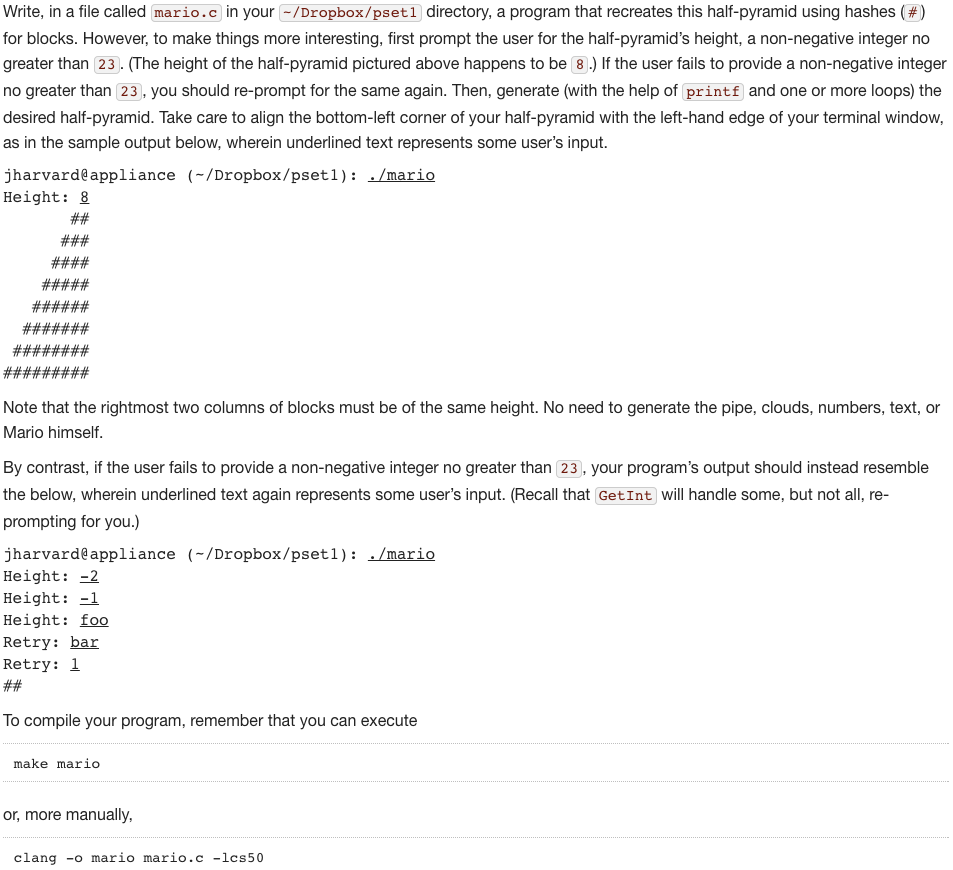 Write, in a file called mario.c in your ~/Dropbox/pset1 directory, a program that recreates this half-pyramid using hashes (#)
for blocks. However, to make things more interesting, first prompt the user for the half-pyramid’s height, a non-negative integer no
greater than 23. (The height of the half-pyramid pictured above happens to be 8.) If the user fails to provide a non-negative integer
no greater than 23, you should re-prompt for the same again. Then, generate (with the help of printf and one or more loops) the
desired half-pyramid. Take care to align the bottom-left corner of your half-pyramid with the left-hand edge of your terminal window,
as in the sample output below, wherein underlined text represents some user’s input.
jharvard@appliance (~/Dropbox/pset1): ./mario
Height: 8
       ##
      ###
     ####
    #####
   ######
  #######
 ########
#########
Note that the rightmost two columns of blocks must be of the same height. No need to generate the pipe, clouds, numbers, text, or
Mario himself.
By contrast, if the user fails to provide a non-negative integer no greater than 23, your program’s output should instead resemble
the below, wherein underlined text again represents some user’s input. (Recall that GetInt will handle some, but not all, re-
prompting for you.)
jharvard@appliance (~/Dropbox/pset1): ./mario
Height: -2
Height: -1
Height: foo
Retry: bar
Retry: 1
##
To compile your program, remember that you can execute
make mario
or, more manually,
clang -o mario mario.c -lcs50